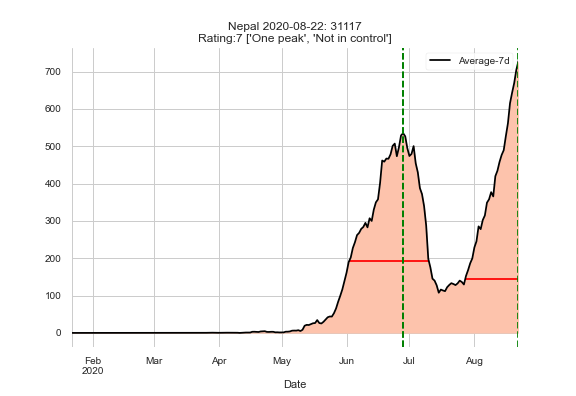 Nepal 2020-08-22: 31117
Rating:7 ['One peak', 'Not in control']
Average-7d
700
600
500
400
300
200
100
0
Feb
2020
Mar
Apr
May
Jun
Jul
Aug
Date